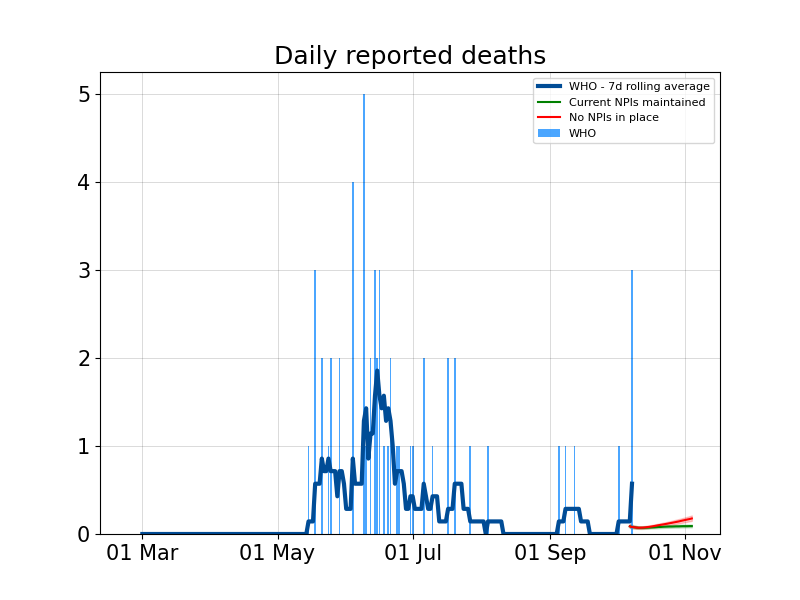 Daily reported deaths
WHO - 7d rolling average
Current NPIs maintained
No NPIs in place
WHO
5
4
3
2
1
0
01 Mar
01 May
01 Jul
01 Sep
01 Nov